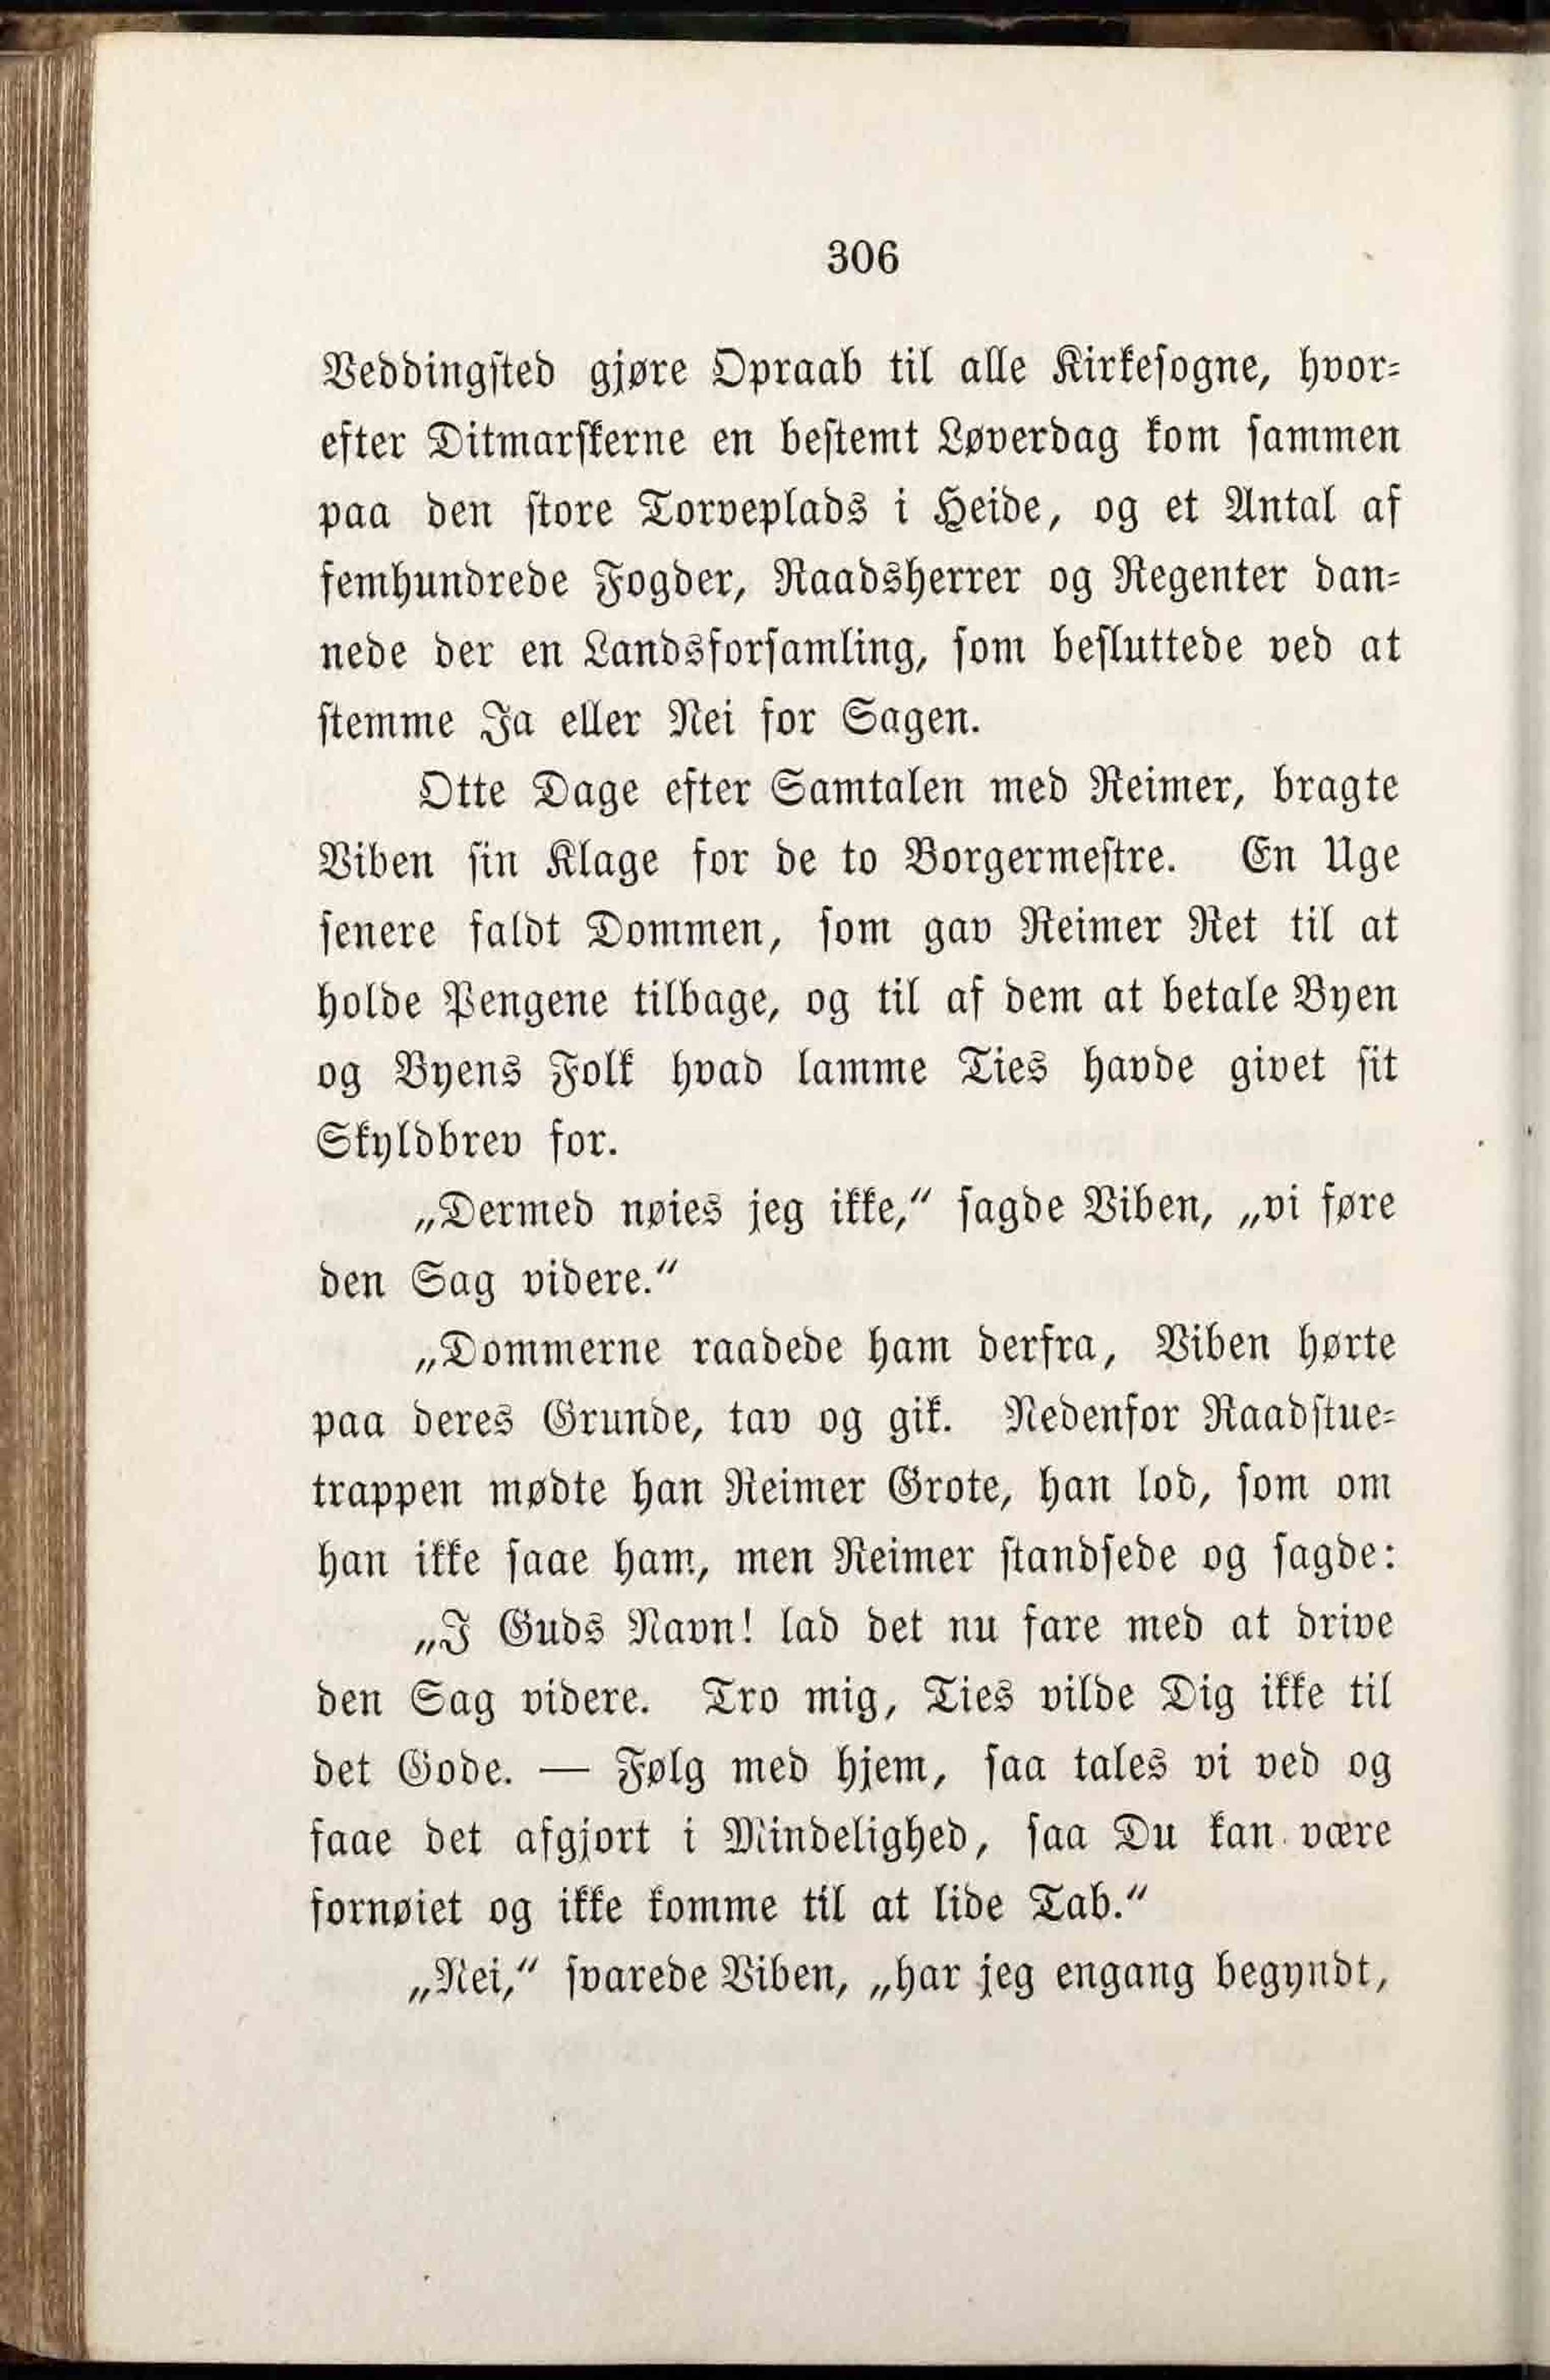 306
Veddingsted gjøre Opraab til alle Kirkesogne, hvor=
efter Ditmarskerne en bestemt Løverdag kom sammen
paa den store Torveplads i Heide, og et Antal af
femhundrede Fogder, Raadsherrer og Regenter dan=
nede der en Landsforsamling, som besluttede ved at
stemme Ja eller Nei for Sagen.
Otte Dage efter Samtalen med Reimer, bragte
Viben sin Klage for de to Borgermestre. En Uge
senere faldt Dommen, som gav Reimer Ret til at
holde Pengene tilbage, og til af dem at betale Byen
og Byens Folk hvad lamme Ties havde givet sit
Skyldbrev for.
„Dermed nøies jeg ikke,“ sagde Viben, „vi føre
den Sag videre.“
„Dommerne raadede ham derfra, Viben hørte
paa deres Grunde, tav og gik. Nedenfor Raadstue=
trappen mødte han Reimer Grote, han lod, som om
han ikke saae ham, men Reimer standsede og sagde:
„I Guds Navn! lad det nu fare med at drive
den Sag videre. Tro mig, Ties vilde Dig ikke til
det Gode. — Følg med hjem, saa tales vi ved og
faae det afgjort i Mindelighed, saa Du kan være
fornøiet og ikke komme til at lide Tab.“
„Nei,“ svarede Viben, „har jeg engang begyndt,